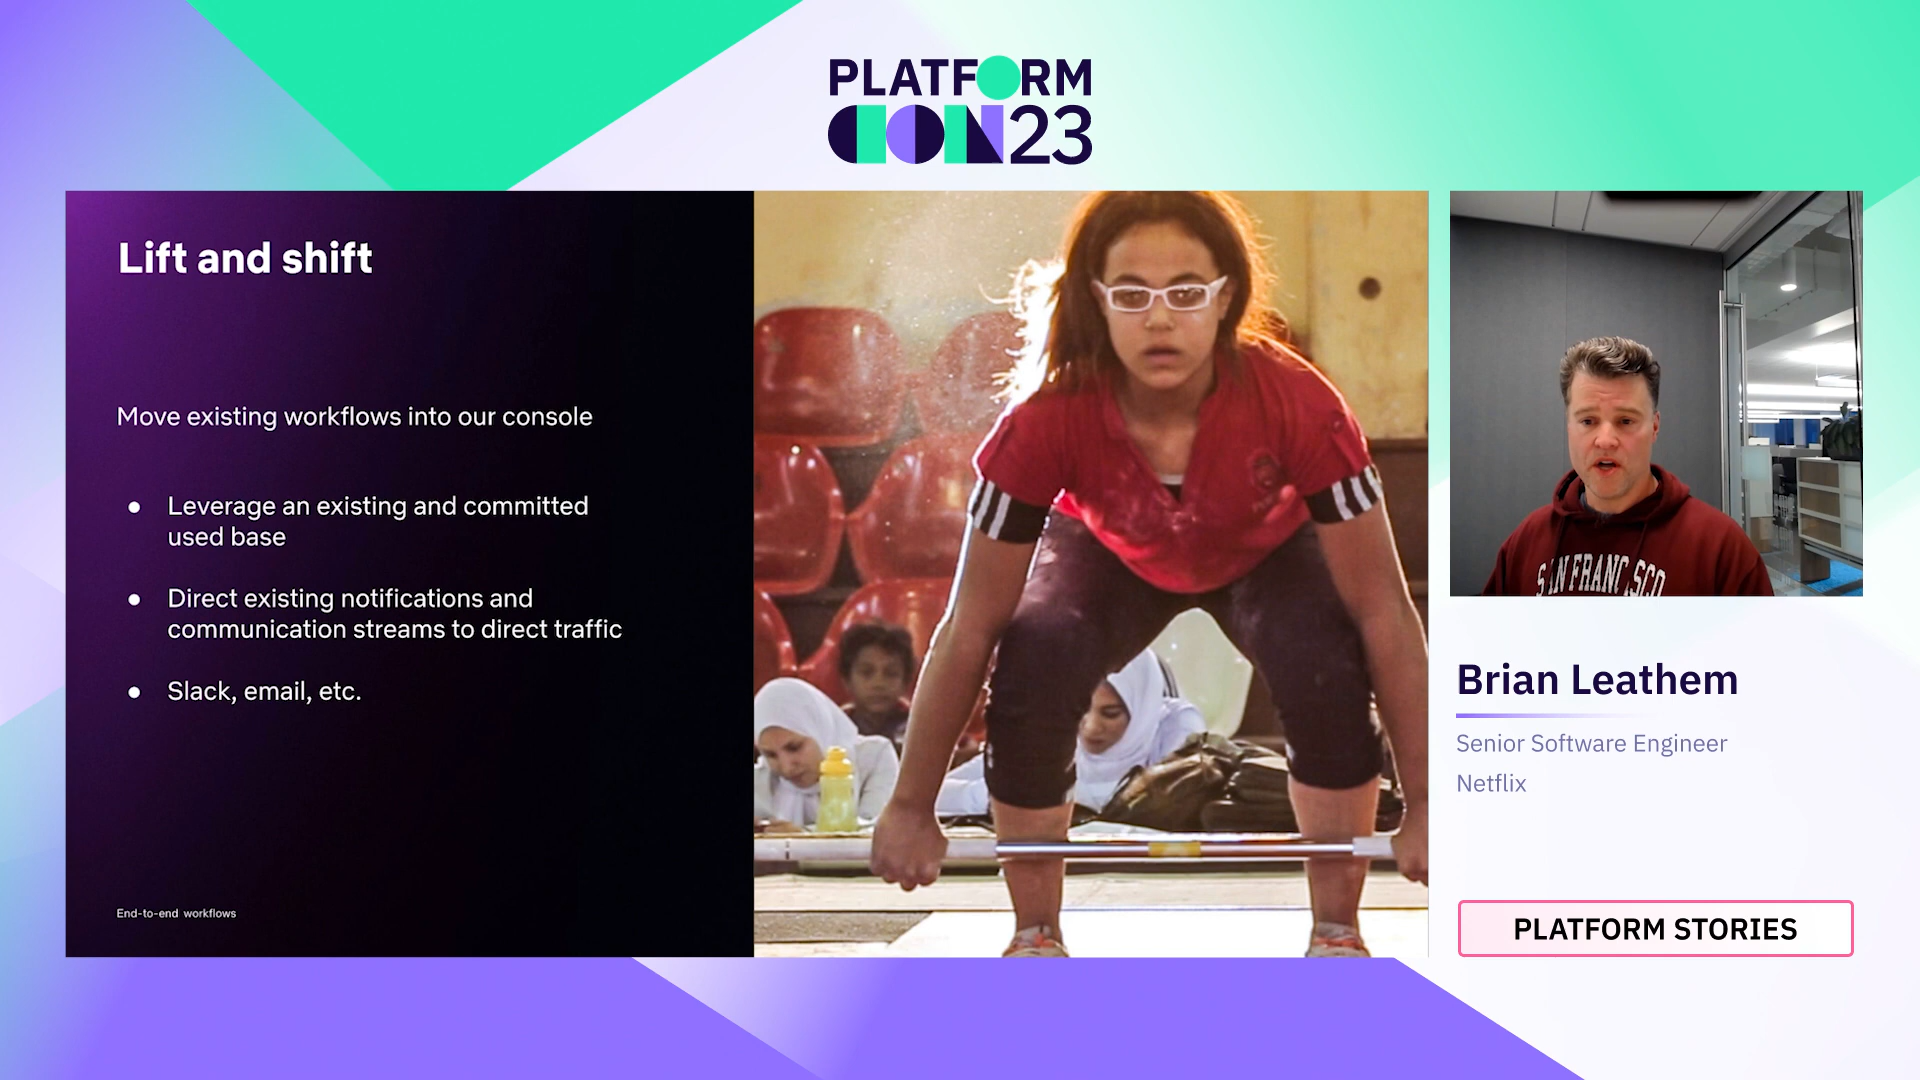 PLATFORM
CON23
Lift and shift
Move existing workflows into our console
● Leverage an existing and committed
used base
● Direct existing notifications and
communication streams to direct traffic
● Slack, email, etc.
End-to-end workflows
SAN FRANCISCO
Brian Leathem
Senior Software Engineer
Netflix
PLATFORM STORIES